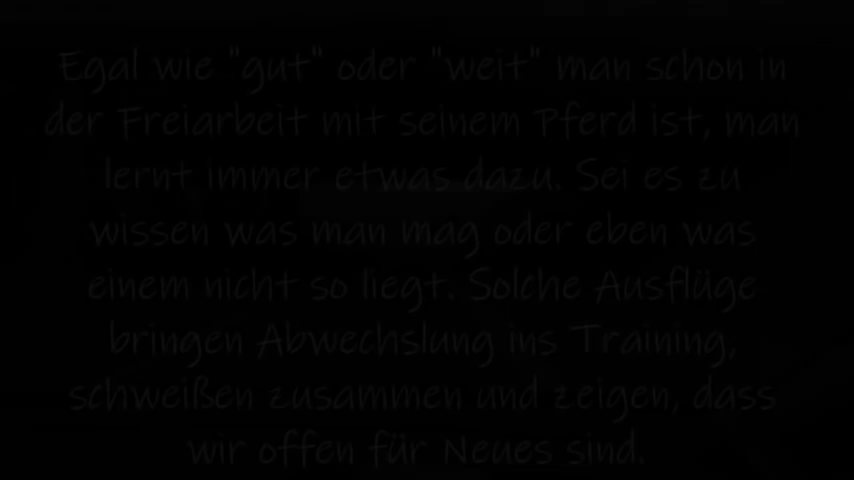 Egal wie "gut" oder "weit" man schon in
der Freiarbeit mit seinem Pferd ist, man
lernt immer etwas dazu. Sei es zu
wissen was man mag oder eben was
einem nicht so liegt. Solche Ausflüge
bringen Abwechslung ins Training,
schweißen zusammen und zeigen, dass
wir offen für Neues sind.